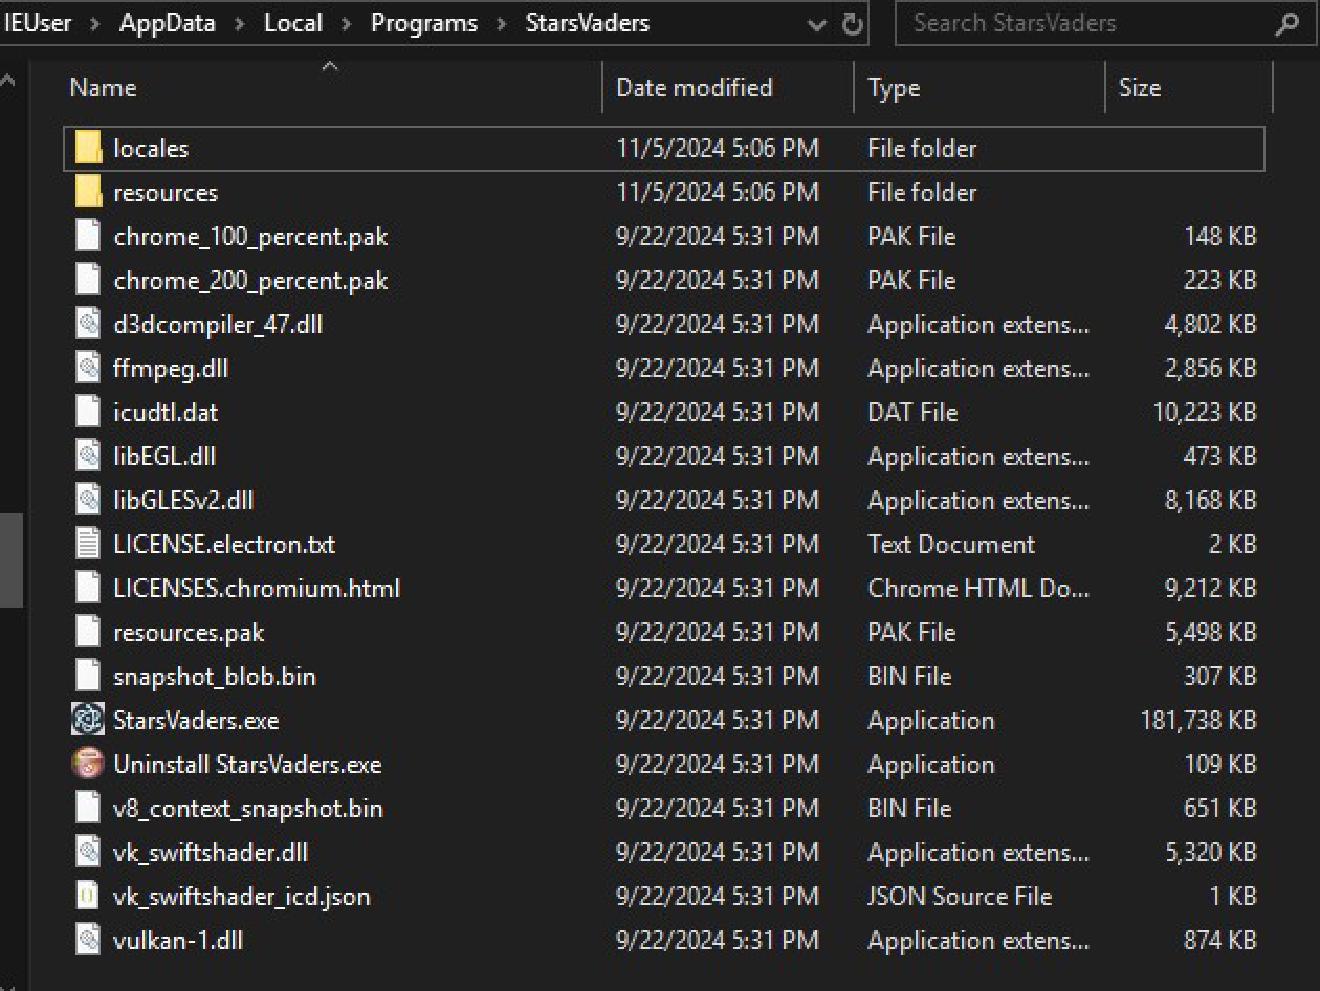 IEUser > AppData > Local > Programs > StarsVaders Search StarsVaders
Name Date modified Type Size
locales 11/5/2024 5:06 PM File folder
resources 11/5/2024 5:06 PM File folder
chrome_100_percent.pak 9/22/2024 5:31 PM PAK File 148 KB
chrome_200_percent.pak 9/22/2024 5:31 PM PAK File 223 KB
d3dcompiler_47.dll 9/22/2024 5:31 PM Application extens... 4,802 KB
ffmpeg.dll 9/22/2024 5:31 PM Application extens... 2,856 KB
icudtl.dat 9/22/2024 5:31 PM DAT File 10,223 KB
libEGL.dll 9/22/2024 5:31 PM Application extens... 473 KB
libGLESv2.dll 9/22/2024 5:31 PM Application extens... 8,168 KB
LICENSE.electron.txt 9/22/2024 5:31 PM Text Document 2 KB
LICENSES.chromium.html 9/22/2024 5:31 PM Chrome HTML Do... 9,212 KB
resources.pak 9/22/2024 5:31 PM PAK File 5,498 KB
snapshot_blob.bin 9/22/2024 5:31 PM BIN File 307 KB
StarsVaders.exe 9/22/2024 5:31 PM Application 181,738 KB
Uninstall StarsVaders.exe 9/22/2024 5:31 PM Application 109 KB
v8_context_snapshot.bin 9/22/2024 5:31 PM BIN File 651 KB
vk_swiftshader.dll 9/22/2024 5:31 PM Application extens... 5,320 KB
vk_swiftshader_icd.json 9/22/2024 5:31 PM JSON Source File 1 KB
vulkan-1.dll 9/22/2024 5:31 PM Application extens... 874 KB